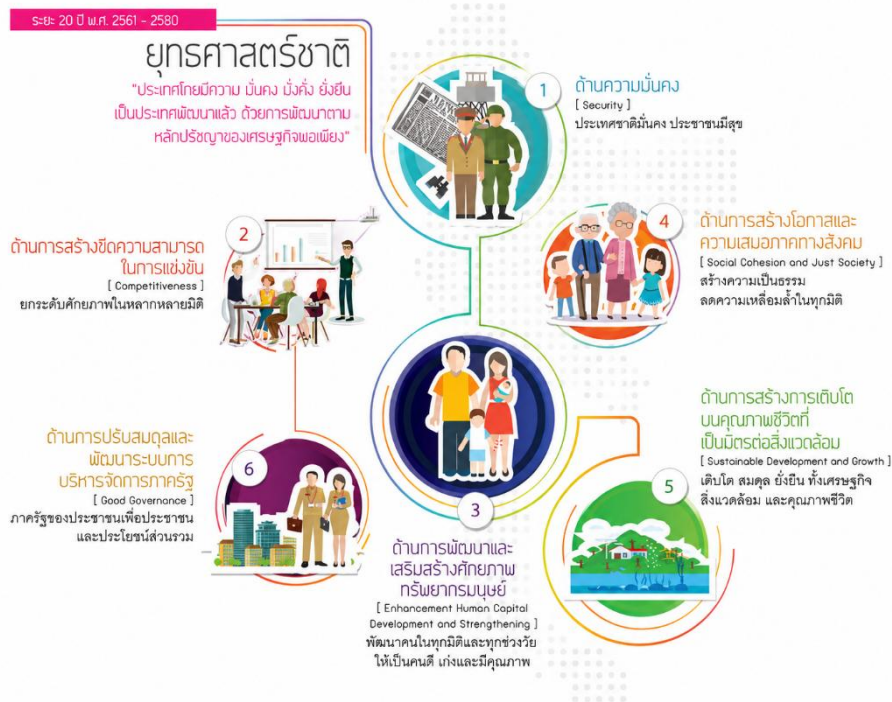 ระยะ 20 ปี พ.ศ. 2561 - 2580
ยุทธศาสตร์ชาติ
"ประเทศไทยมีความ มั่นคง มั่งคั่ง ยั่งยืน
เป็นประเทศพัฒนาแล้ว ด้วยการพัฒนาตาม
หลักปรัชญาของเศรษฐกิจพอเพียง"
1
ด้านความมั่นคง
[ Security ]
ประเทศชาติมั่นคง ประชาชนมีสุข
2
ด้านการสร้างขีดความสามารถ
ในการแข่งขัน
[ Competitiveness ]
ยกระดับศักยภาพในหลากหลายมิติ
3
ด้านการพัฒนาและ
เสริมสร้างศักยภาพ
ทรัพยากรมนุษย์
[ Enhancement Human Capital
Development and Strengthening ]
พัฒนาคนในทุกมิติและทุกช่วงวัย
ให้เป็นคนดี เก่งและมีคุณภาพ
4
ด้านการสร้างโอกาสและ
ความเสมอภาคทางสังคม
[ Social Cohesion and Just Society ]
สร้างความเป็นธรรม
ลดความเหลื่อมล้ำในทุกมิติ
5
ด้านการสร้างการเติบโต
บนคุณภาพชีวิตที่
เป็นมิตรต่อสิ่งแวดล้อม
[ Sustainable Development and Growth ]
เติบโต สมดุล ยั่งยืน ทั้งเศรษฐกิจ
สิ่งแวดล้อม และคุณภาพชีวิต
6
ด้านการปรับสมดุลและ
พัฒนาระบบการ
บริหารจัดการภาครัฐ
[ Good Governance ]
ภาครัฐของประชาชนเพื่อประชาชน
และประโยชน์ส่วนรวม